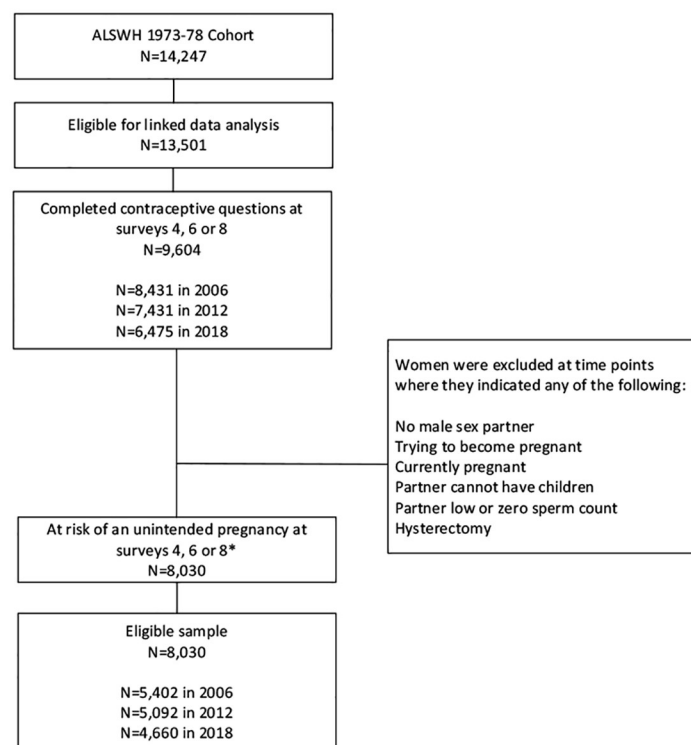 ALSWH 1973-78 Cohort
N=14,247
Eligible for linked data analysis
N=13,501
Completed contraceptive questions at
surveys 4, 6 or 8
N=9,604
N=8,431 in 2006
N=7,431 in 2012
N=6,475 in 2018
Women were excluded at time points
where they indicated any of the following:
No male sex partner
Trying to become pregnant
Currently pregnant
Partner cannot have children
Partner low or zero sperm count
Hysterectomy
At risk of an unintended pregnancy at
surveys 4, 6 or 8*
N=8,030
Eligible sample
N=8,030
N=5,402 in 2006
N=5,092 in 2012
N=4,660 in 2018